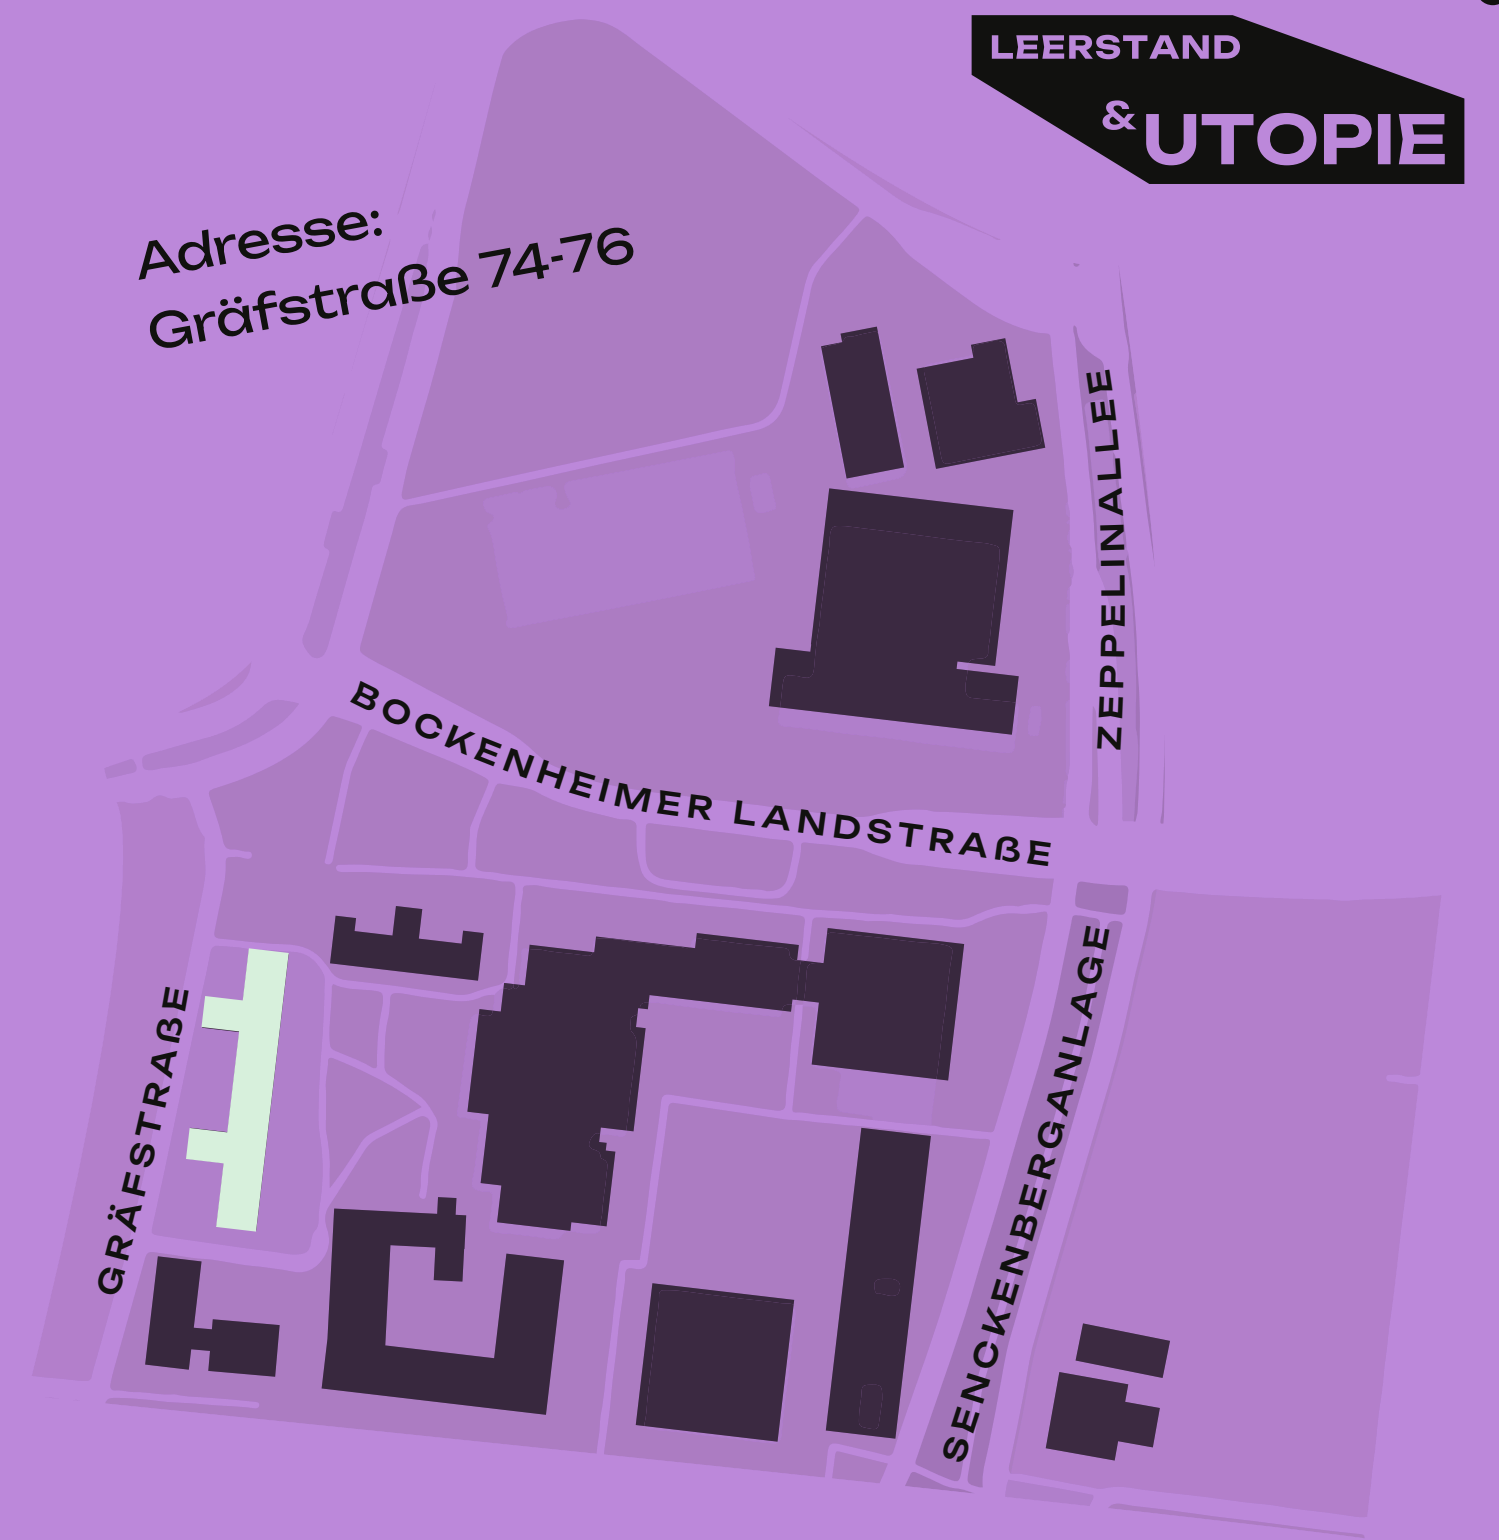 LEERSTAND
& UTOPIE
Adresse:
Gräfstraße 74-76
ZEPPELINALLEE
BOCKENHEIMER LANDSTRAßE
SENCKENBERGANLAGE
GRÄFSTRAßE